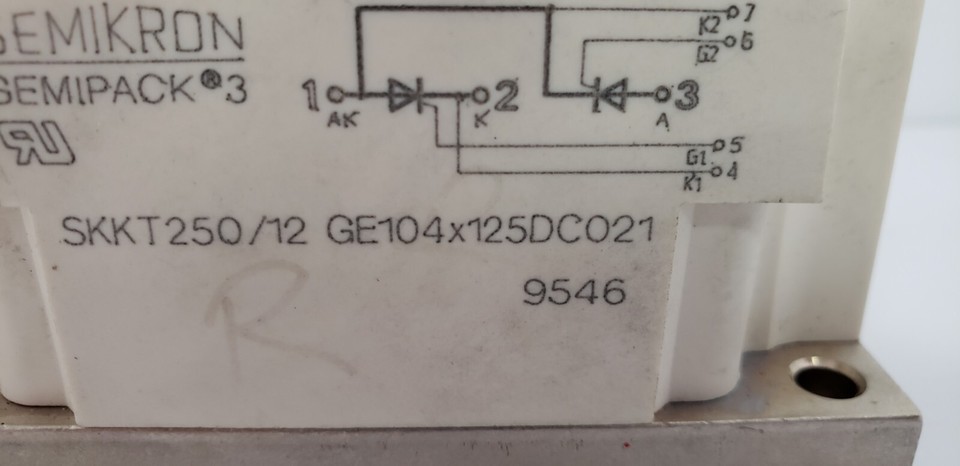 SEMIKRON
SEMIPACK®3
K2 7
G2 6
1 2 3
AK K A
G1 5
K1 4
SKKT250/12 GE104x125DC021
9546
R